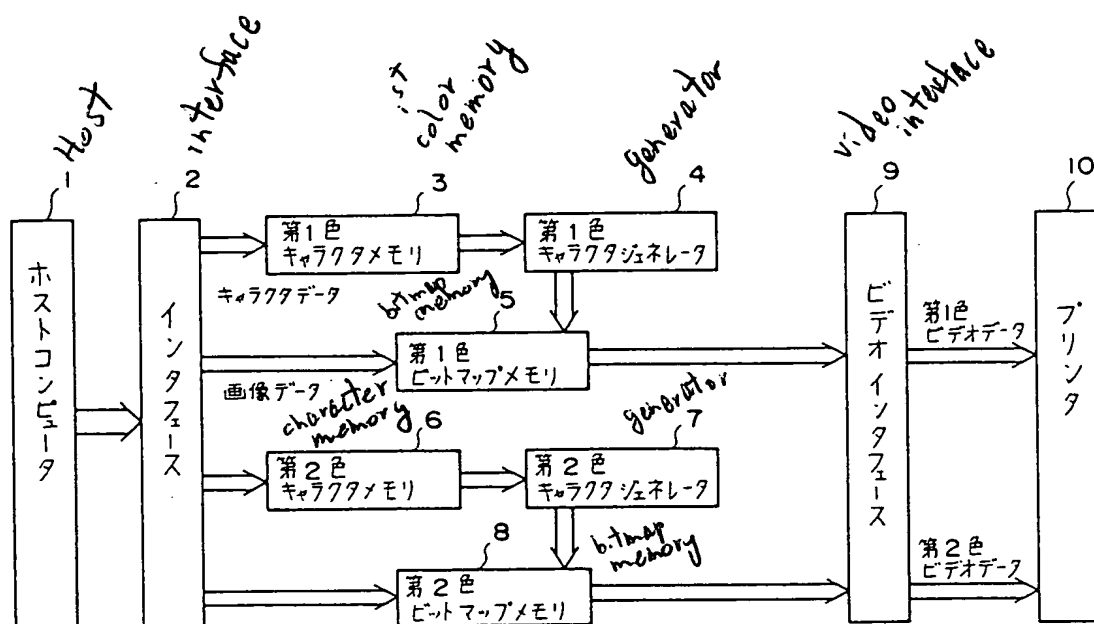 Host
interface
1st
color
memory
generator
video
interface
1
2
3
4
9
10
ホストコンピュータ
インタフェース
第1色
キャラクタメモリ
第1色
キャラクタジェネレータ
キャラクタデータ
bitmap
memory
5
第1色
ビットマップメモリ
画像データ
ビデオインタフェース
第1色
ビデオデータ
プリンタ
character
memory
6
generator
7
第2色
キャラクタメモリ
第2色
キャラクタジェネレータ
8
bitmap
memory
第2色
ビットマップメモリ
第2色
ビデオデータ